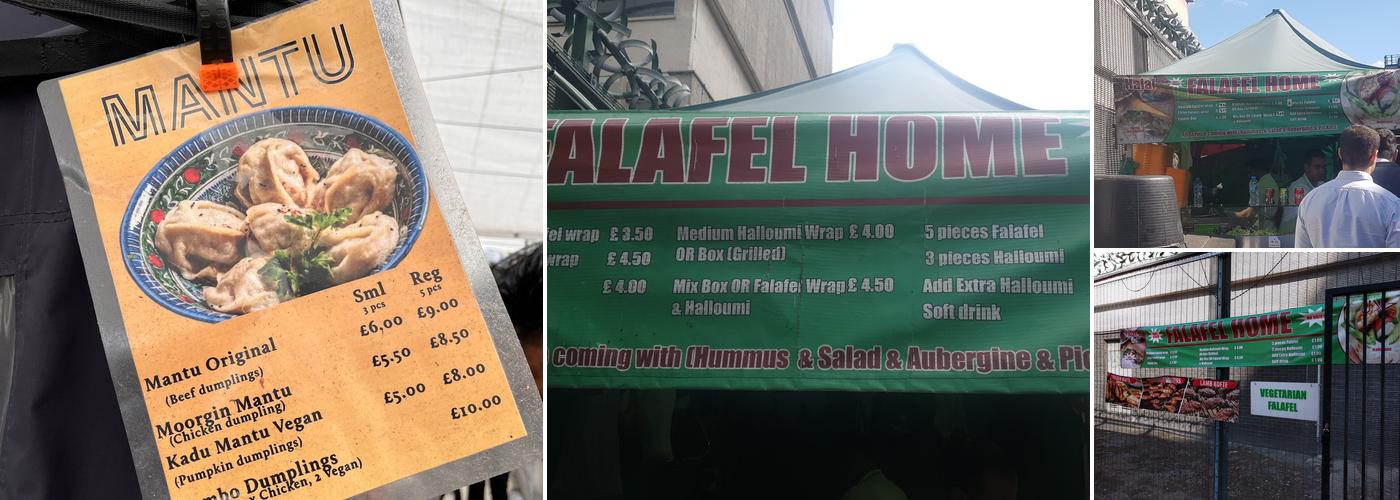 MANTU
Sml Reg
3 pcs 5 pcs
Mantu Original £6,00 £9.00
(Beef dumplings)
Moorgin Mantu £5.50 £8.50
(Chicken dumpling)
Kadu Mantu Vegan £5.00 £8.00
(Pumpkin dumplings)
mbo Dumplings £10.00
Chicken, 2 Vegan)
FALAFEL HOME
fel wrap £ 3.50
wrap £ 4.50
£ 4.00
Medium Halloumi Wrap £ 4.00
OR Box (Grilled)
Mix Box OR Falafel Wrap £ 4.50
& Halloumi
5 pieces Falafel
3 pieces Halloumi
Add Extra Halloumi
Soft drink
coming with (Hummus & Salad & Aubergine & Pic
FALAFEL HOME
FALAFEL HOME
LAMB KOFTE
VEGETARIAN
FALAFEL